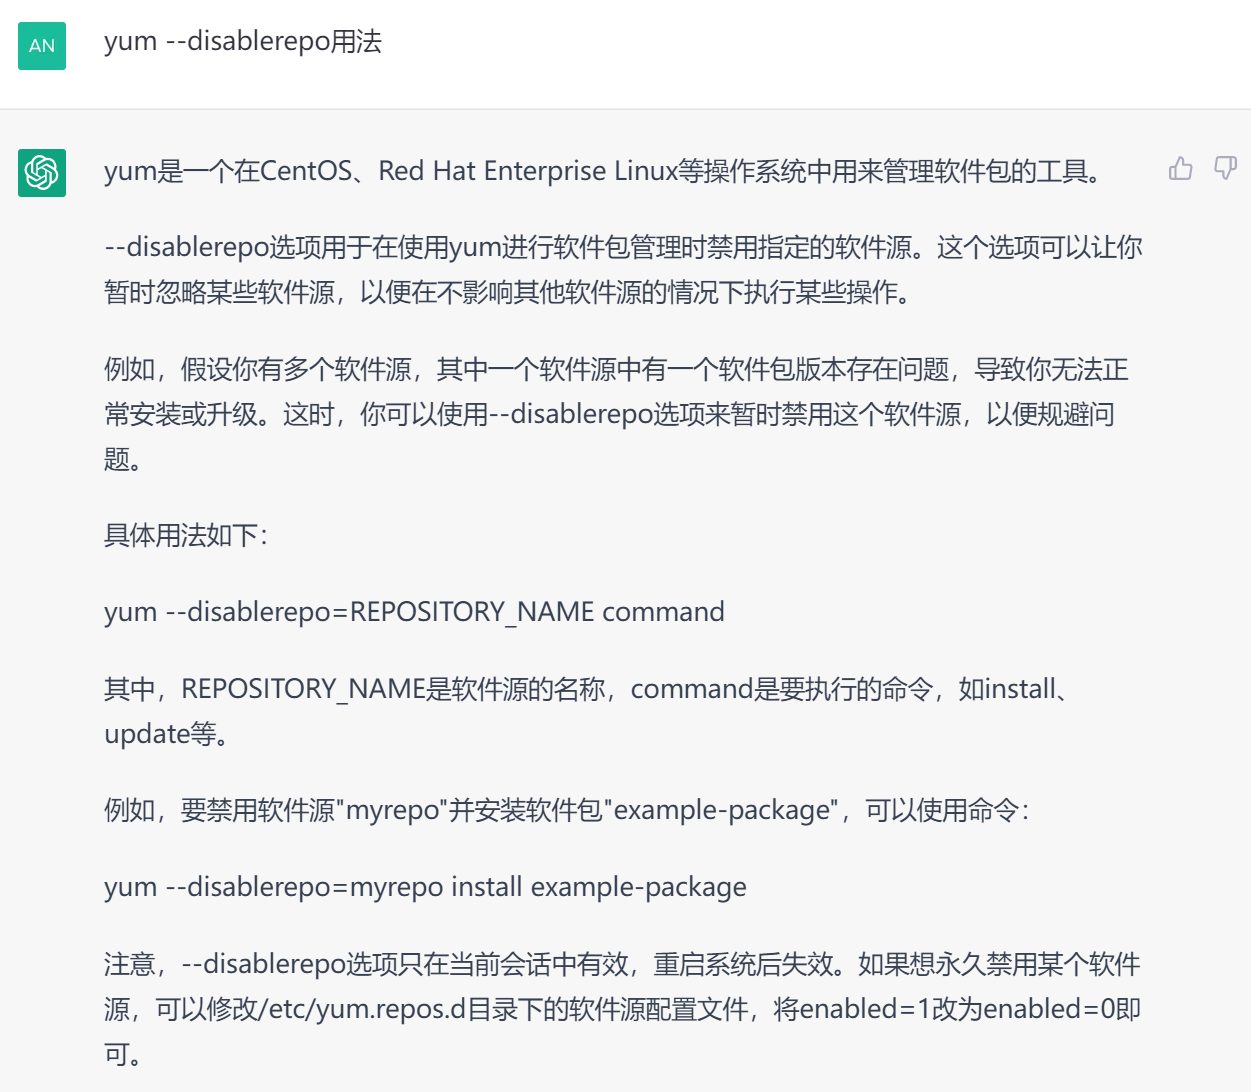 AN
yum --disablerepo用法
yum是一个在CentOS、Red Hat Enterprise Linux等操作系统中用来管理软件包的工具。
--disablerepo选项用于在使用yum进行软件包管理时禁用指定的软件源。这个选项可以让你
暂时忽略某些软件源，以便在不影响其他软件源的情况下执行某些操作。
例如，假设你有多个软件源，其中一个软件源中有一个软件包版本存在问题，导致你无法正
常安装或升级。这时，你可以使用--disablerepo选项来暂时禁用这个软件源，以便规避问
题。
具体用法如下：
yum --disablerepo=REPOSITORY_NAME command
其中，REPOSITORY_NAME是软件源的名称，command是要执行的命令，如install、
update等。
例如，要禁用软件源"myrepo"并安装软件包"example-package"，可以使用命令：
yum --disablerepo=myrepo install example-package
注意，--disablerepo选项只在当前会话中有效，重启系统后失效。如果想永久禁用某个软件
源，可以修改/etc/yum.repos.d目录下的软件源配置文件，将enabled=1改为enabled=0即
可。